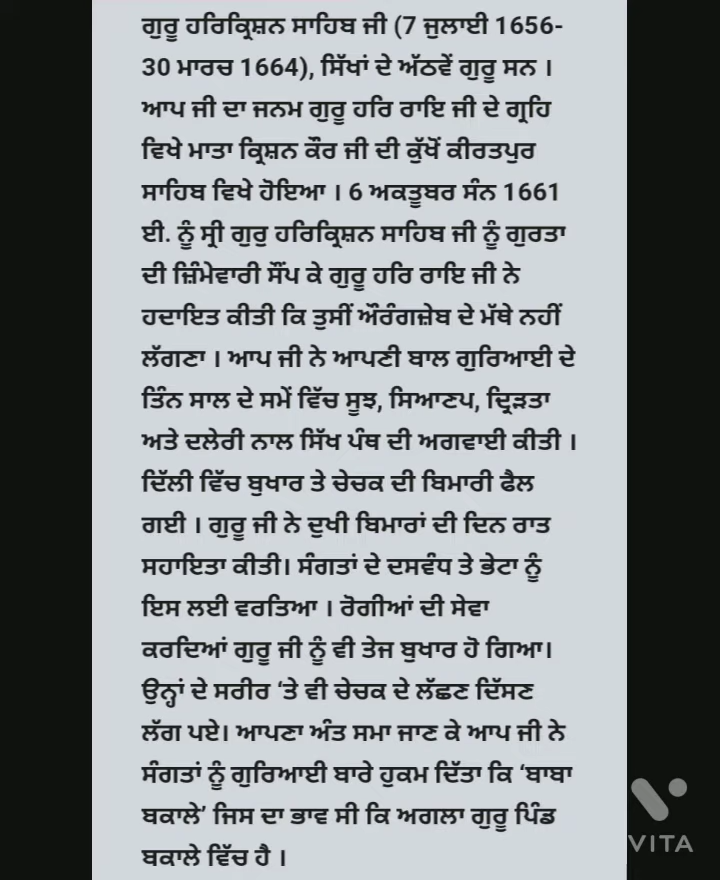 ਗੁਰੂ ਹਰਿਕ੍ਰਿਸ਼ਨ ਸਾਹਿਬ ਜੀ (7 ਜੁਲਾਈ 1656-
30 ਮਾਰਚ 1664), ਸਿੱਖਾਂ ਦੇ ਅੱਠਵੇਂ ਗੁਰੂ ਸਨ ।
ਆਪ ਜੀ ਦਾ ਜਨਮ ਗੁਰੂ ਹਰਿ ਰਾਇ ਜੀ ਦੇ ਗ੍ਰਹਿ
ਵਿਖੇ ਮਾਤਾ ਕ੍ਰਿਸ਼ਨ ਕੌਰ ਜੀ ਦੀ ਕੁੱਖੋਂ ਕੀਰਤਪੁਰ
ਸਾਹਿਬ ਵਿਖੇ ਹੋਇਆ । 6 ਅਕਤੂਬਰ ਸੰਨ 1661
ਈ. ਨੂੰ ਸ੍ਰੀ ਗੁਰੁ ਹਰਿਕ੍ਰਿਸ਼ਨ ਸਾਹਿਬ ਜੀ ਨੂੰ ਗੁਰਤਾ
ਦੀ ਜ਼ਿੰਮੇਵਾਰੀ ਸੌਂਪ ਕੇ ਗੁਰੂ ਹਰਿ ਰਾਇ ਜੀ ਨੇ
ਹਦਾਇਤ ਕੀਤੀ ਕਿ ਤੁਸੀਂ ਔਰੰਗਜ਼ੇਬ ਦੇ ਮੱਥੇ ਨਹੀਂ
ਲੱਗਣਾ । ਆਪ ਜੀ ਨੇ ਆਪਣੀ ਬਾਲ ਗੁਰਿਆਈ ਦੇ
ਤਿੰਨ ਸਾਲ ਦੇ ਸਮੇਂ ਵਿੱਚ ਸੂਝ, ਸਿਆਣਪ, ਦ੍ਰਿੜਤਾ
ਅਤੇ ਦਲੇਰੀ ਨਾਲ ਸਿੱਖ ਪੰਥ ਦੀ ਅਗਵਾਈ ਕੀਤੀ ।
ਦਿੱਲੀ ਵਿੱਚ ਬੁਖਾਰ ਤੇ ਚੇਚਕ ਦੀ ਬਿਮਾਰੀ ਫੈਲ
ਗਈ । ਗੁਰੂ ਜੀ ਨੇ ਦੁਖੀ ਬਿਮਾਰਾਂ ਦੀ ਦਿਨ ਰਾਤ
ਸਹਾਇਤਾ ਕੀਤੀ। ਸੰਗਤਾਂ ਦੇ ਦਸਵੰਧ ਤੇ ਭੇਟਾ ਨੂੰ
ਇਸ ਲਈ ਵਰਤਿਆ । ਰੋਗੀਆਂ ਦੀ ਸੇਵਾ
ਕਰਦਿਆਂ ਗੁਰੂ ਜੀ ਨੂੰ ਵੀ ਤੇਜ ਬੁਖਾਰ ਹੋ ਗਿਆ।
ਉਨ੍ਹਾਂ ਦੇ ਸਰੀਰ ‘ਤੇ ਵੀ ਚੇਚਕ ਦੇ ਲੱਛਣ ਦਿੱਸਣ
ਲੱਗ ਪਏ। ਆਪਣਾ ਅੰਤ ਸਮਾ ਜਾਣ ਕੇ ਆਪ ਜੀ ਨੇ
ਸੰਗਤਾਂ ਨੂੰ ਗੁਰਿਆਈ ਬਾਰੇ ਹੁਕਮ ਦਿੱਤਾ ਕਿ ‘ਬਾਬਾ
ਬਕਾਲੇ’ ਜਿਸ ਦਾ ਭਾਵ ਸੀ ਕਿ ਅਗਲਾ ਗੁਰੂ ਪਿੰਡ
ਬਕਾਲੇ ਵਿੱਚ ਹੈ ।
VITA